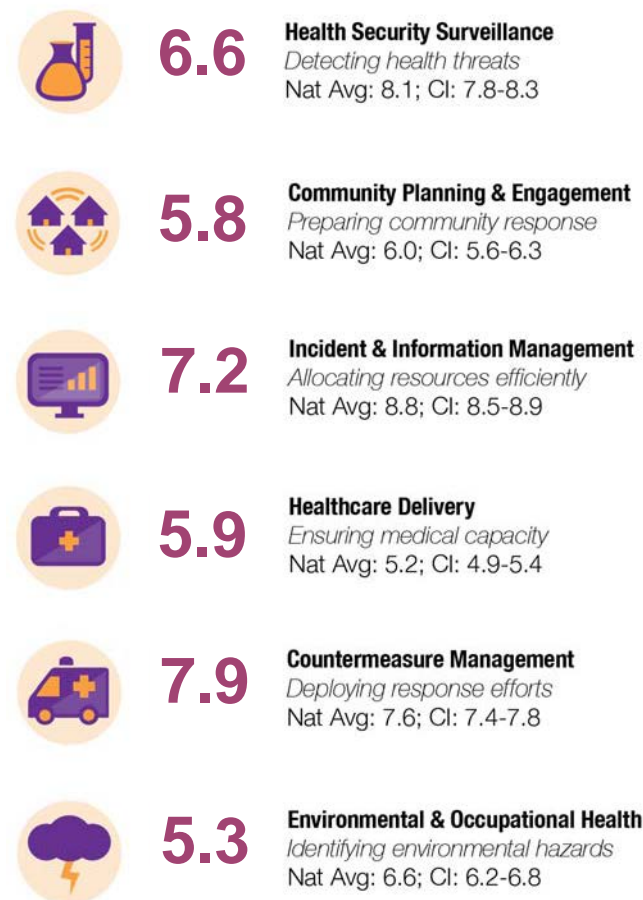 6.6
Health Security Surveillance
Detecting health threats
Nat Avg: 8.1; CI: 7.8-8.3
5.8
Community Planning & Engagement
Preparing community response
Nat Avg: 6.0; CI: 5.6-6.3
7.2
Incident & Information Management
Allocating resources efficiently
Nat Avg: 8.8; CI: 8.5-8.9
5.9
Healthcare Delivery
Ensuring medical capacity
Nat Avg: 5.2; CI: 4.9-5.4
7.9
Countermeasure Management
Deploying response efforts
Nat Avg: 7.6; CI: 7.4-7.8
5.3
Environmental & Occupational Health
Identifying environmental hazards
Nat Avg: 6.6; CI: 6.2-6.8